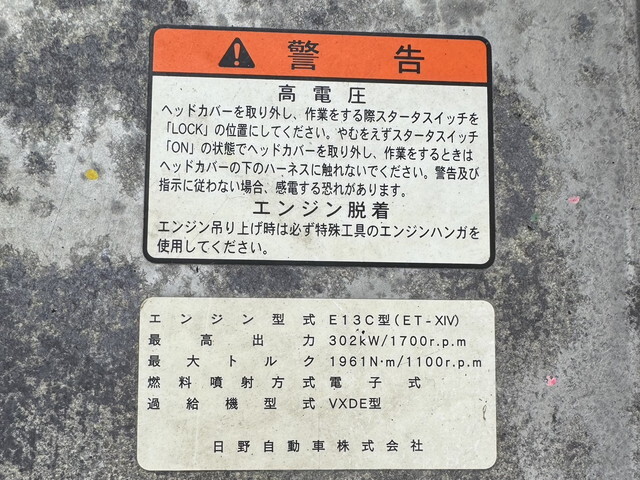 警告
高電圧
ヘッドカバーを取り外し、作業をする際スタータスイッチを
「LOCK」の位置にしてください。やむをえずスタータスイッチ
「ON」の状態でヘッドカバーを取り外し、作業をするときは
ヘッドカバーの下のハーネスに触れないでください。警告及び
指示に従わない場合、感電する恐れがあります。
エンジン脱着
エンジン吊り上げ時は必ず特殊工具のエンジンハンガを
使用してください。
エンジン型式 E13C型(ET-XIV)
最高出力 302kW/1700r.p.m
最大トルク 1961N·m/1100r.p.m
燃料噴射方式 電子式
過給機型式 VXDE型
日野自動車株式会社